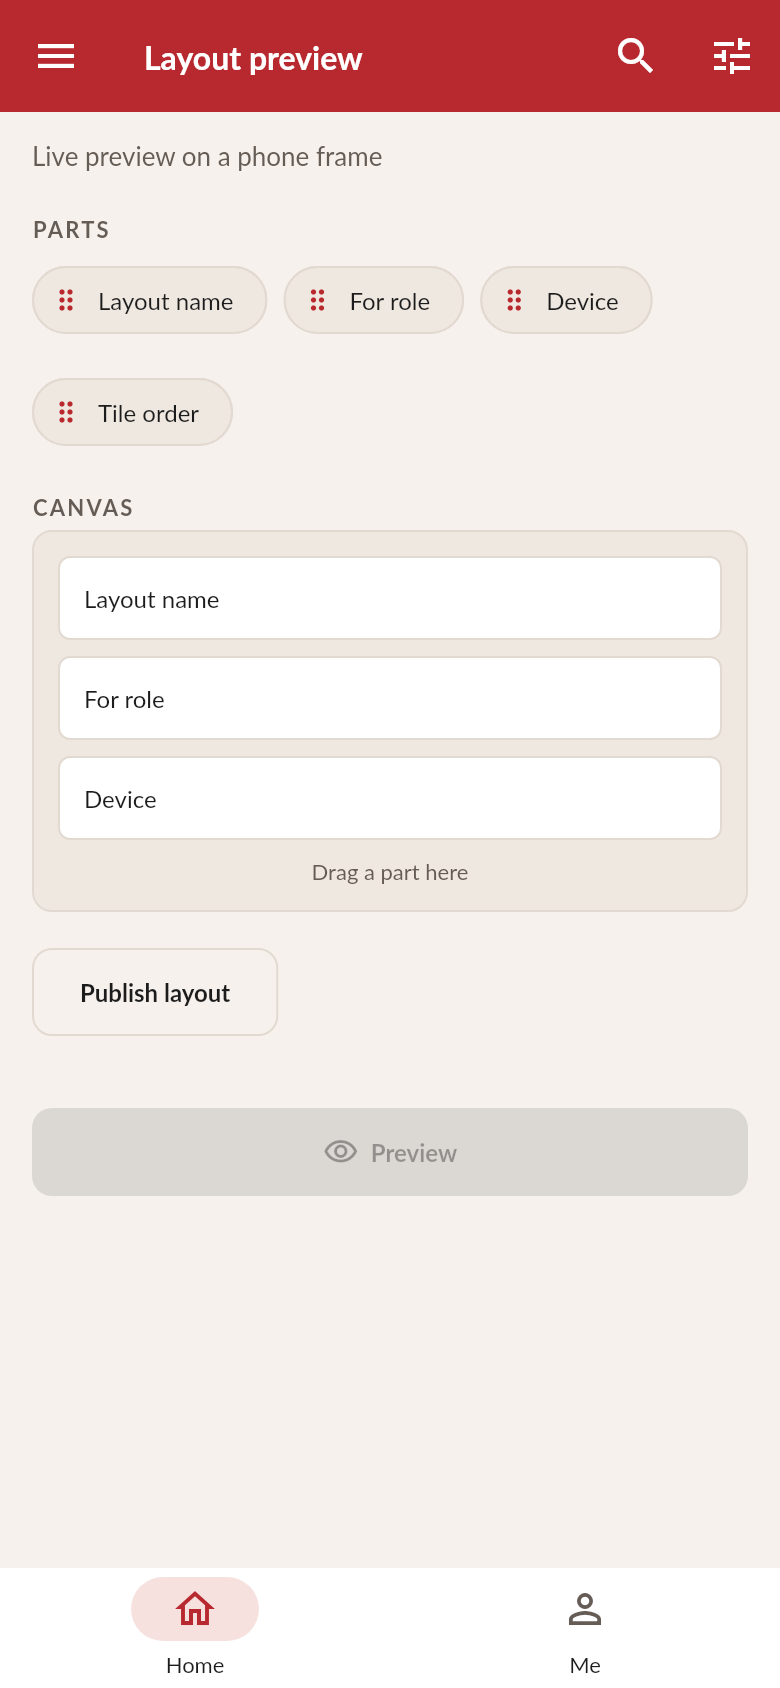 Layout preview
Live preview on a phone frame
PARTS
Layout name
For role
Device
Tile order
CANVAS
Layout name
For role
Device
Drag a part here
Publish layout
Preview
Home
Me